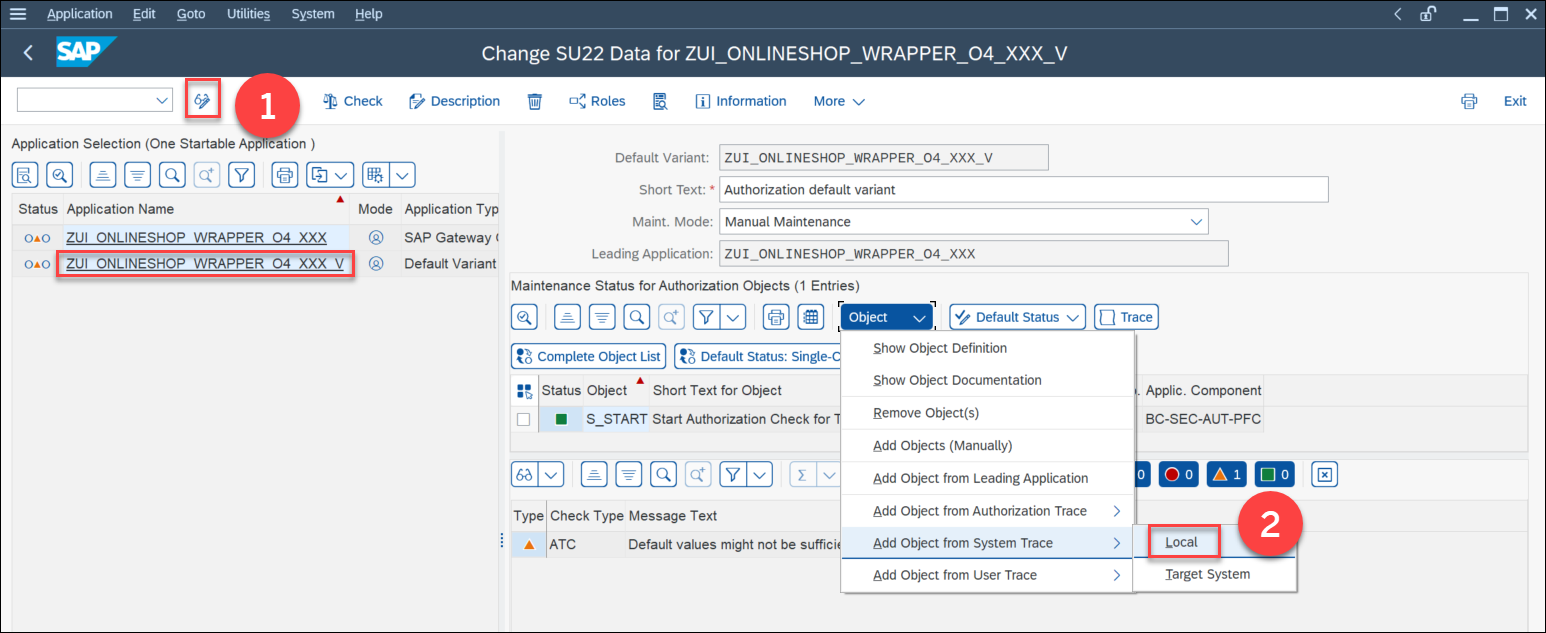 Application Edit Goto Utilities System Help
SAP
Change SU22 Data for ZUI_ONLINESHOP_WRAPPER_O4_XXX_V
1 Check Description Roles Information More Exit
Application Selection (One Startable Application )
Status Application Name Mode Application Typ
ZUI_ONLINESHOP_WRAPPER_O4_XXX SAP Gateway
ZUI_ONLINESHOP_WRAPPER_O4_XXX_V Default Variant
Default Variant: ZUI_ONLINESHOP_WRAPPER_O4_XXX_V
Short Text: * Authorization default variant
Maint. Mode: Manual Maintenance
Leading Application: ZUI_ONLINESHOP_WRAPPER_O4_XXX
Maintenance Status for Authorization Objects (1 Entries)
Object Default Status Trace
Complete Object List Default Status: Single-
Status Object Short Text for Object Applic. Component
S_START Start Authorization Check for T BC-SEC-AUT-PFC
0 0 1 0
Type Check Type Message Text
ATC Default values might not be sufficie
Show Object Definition
Show Object Documentation
Remove Object(s)
Add Objects (Manually)
Add Object from Leading Application
Add Object from Authorization Trace
Add Object from System Trace
Add Object from User Trace
Local 2
Target System